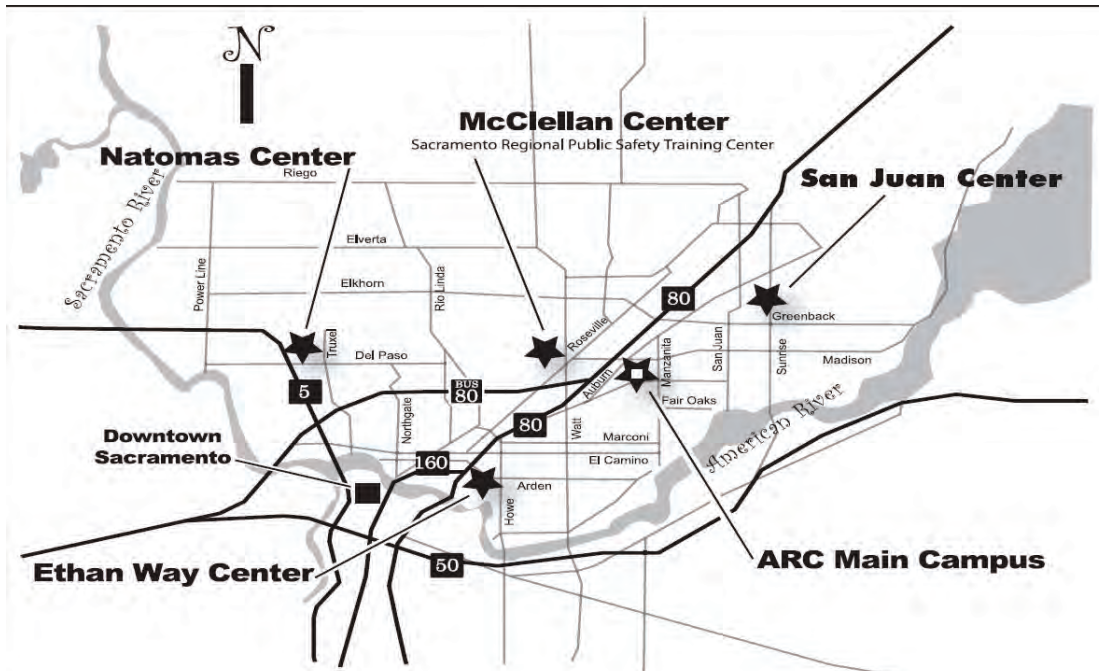 N
McClellan Center
Sacramento Regional Public Safety Training Center
Natomas Center
San Juan Center
Riego
Sacramento River
Elverta
Power Line
Elkhorn
Rio Linda
80
Greenback
Roseville
Truxel
Del Paso
Manzanita
San Juan
Sunrise
Madison
Auburn
5
BUS
80
Fair Oaks
Northgate
80
Watt
Marconi
American River
Downtown
Sacramento
160
El Camino
Arden
Howe
50
Ethan Way Center
ARC Main Campus